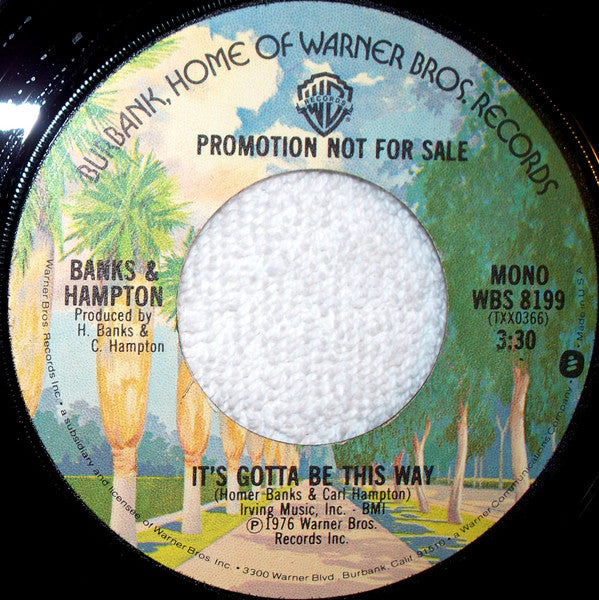 BURBANK, HOME OF WARNER BROS. RECORDS
RECORDS
PROMOTION NOT FOR SALE
BANKS &
HAMPTON
Produced by
H. Banks &
C. Hampton
MONO
WBS 8199
(TXX0366)
3:30
IT'S GOTTA BE THIS WAY
(Homer Banks & Carl Hampton)
Irving Music, Inc. - BMI
Ⓟ1976 Warner Bros.
Records Inc.
Warner Bros. Records Inc. • a subsidiary and licensee of Warner Bros. Inc. • 3300 Warner Blvd., Burbank, Calif. 91510 • a Warner Communications Company • Made in U.S.A.